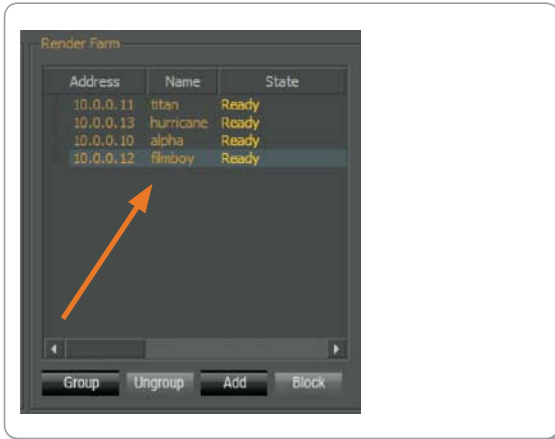 Render Farm
Address Name State
10.0.0.11 titan Ready
10.0.0.13 hurricane Ready
10.0.0.10 alpha Ready
10.0.0.12 filmboy Ready
Group Ungroup Add Block